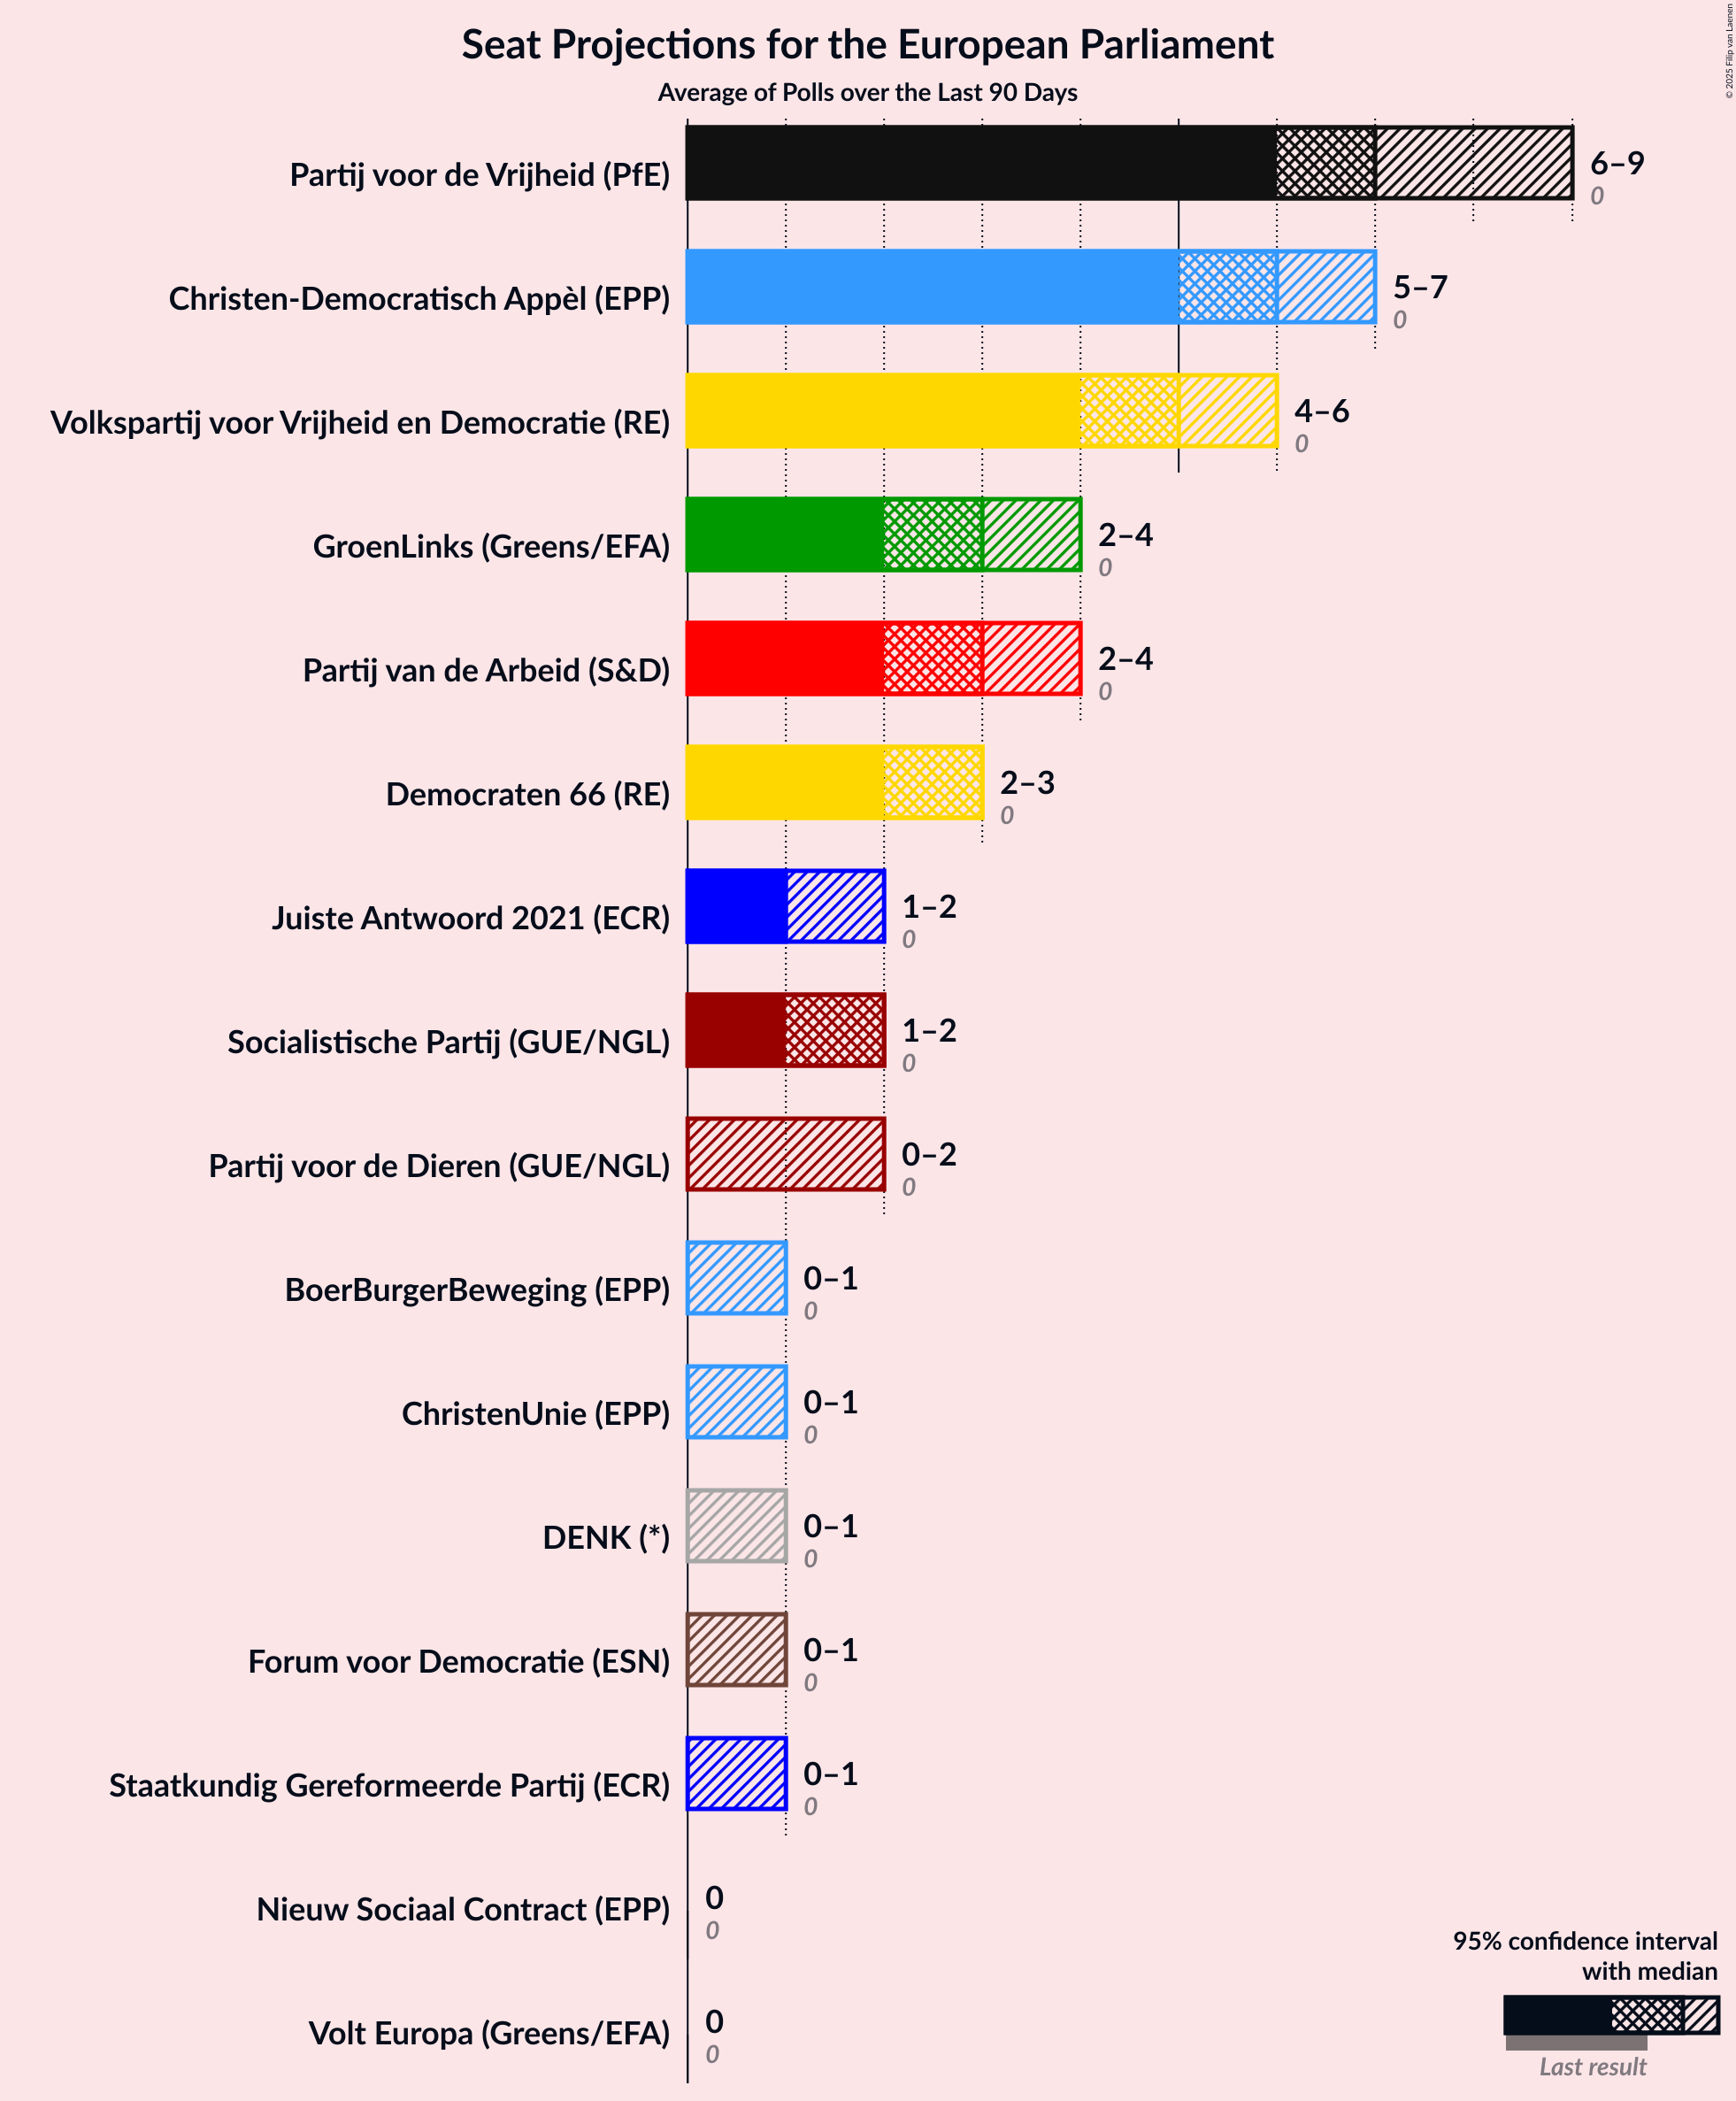 Seat Projections for the European Parliament
Average of Polls over the Last 90 Days
© 2025 Filip van Laenen
Partij voor de Vrijheid (PfE)
6–9
0
Christen-Democratisch Appèl (EPP)
5–7
0
Volkspartij voor Vrijheid en Democratie (RE)
4–6
0
GroenLinks (Greens/EFA)
2–4
0
Partij van de Arbeid (S&D)
2–4
0
Democraten 66 (RE)
2–3
0
Juiste Antwoord 2021 (ECR)
1–2
0
Socialistische Partij (GUE/NGL)
1–2
0
Partij voor de Dieren (GUE/NGL)
0–2
0
BoerBurgerBeweging (EPP)
0–1
0
ChristenUnie (EPP)
0–1
0
DENK (*)
0–1
0
Forum voor Democratie (ESN)
0–1
0
Staatkundig Gereformeerde Partij (ECR)
0–1
0
Nieuw Sociaal Contract (EPP)
0
0
Volt Europa (Greens/EFA)
0
0
95% confidence interval
with median
Last result